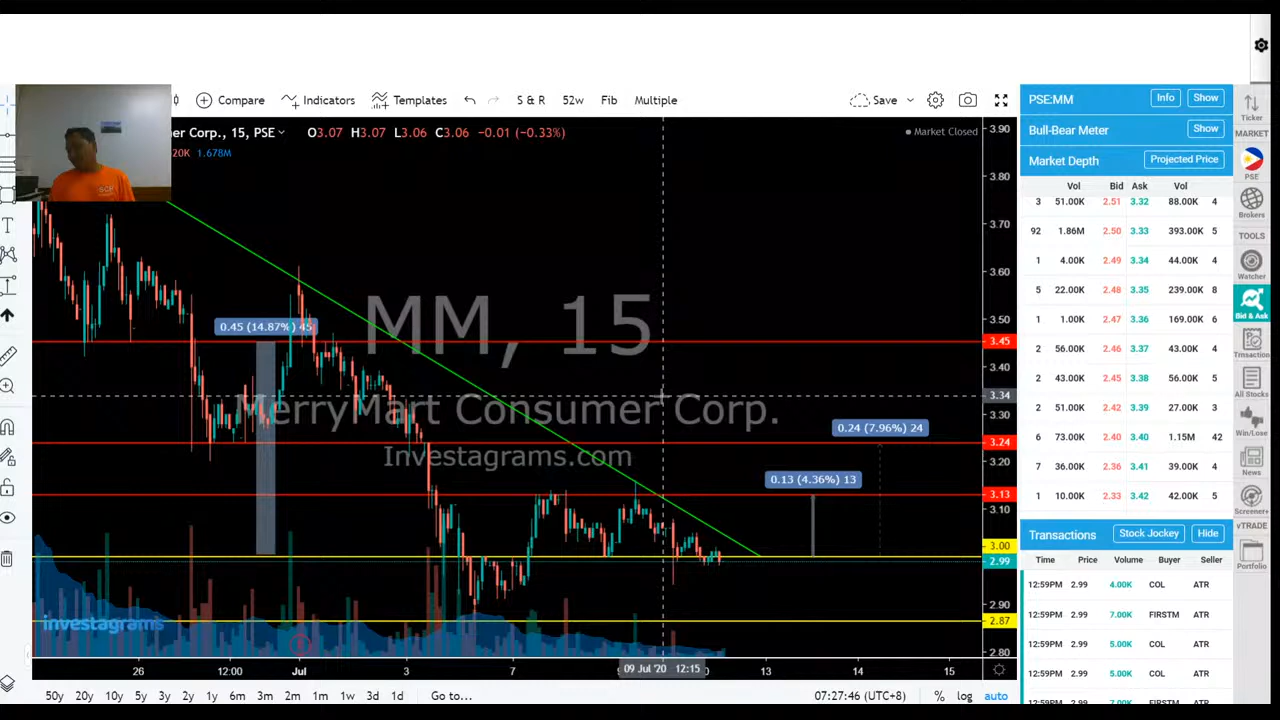 Compare
Indicators
Templates
S & R
52w
Fib
Multiple
Save
er Corp., 15, PSE
O3.07 H3.07 L3.06 C3.06 −0.01 (−0.33%)
Market Closed
20K 1.678M
SCP
MM, 15
MerryMart Consumer Corp.
Investagrams.com
0.45 (14.87%) 45
0.24 (7.96%) 24
0.13 (4.36%) 13
investagrams
3.90
3.80
3.70
3.60
3.50
3.45
3.40
3.34
3.30
3.24
3.20
3.13
3.10
3.00
2.99
2.90
2.87
2.80
26
12:00
Jul
3
7
09 Jul '20 12:15
13
14
15
50y 20y 10y 5y 3y 2y 1y 6m 3m 2m 1m 1w 3d 1d Go to...
07:27:46 (UTC+8)
% log auto
PSE:MM Info Show
Bull-Bear Meter Show
Market Depth Projected Price
Vol Bid Ask Vol
3 51.00K 2.51 3.32 88.00K 4
92 1.86M 2.50 3.33 393.00K 5
1 4.00K 2.49 3.34 44.00K 4
5 22.00K 2.48 3.35 239.00K 8
1 1.00K 2.47 3.36 169.00K 6
2 56.00K 2.46 3.37 43.00K 4
2 43.00K 2.45 3.38 56.00K 5
2 51.00K 2.42 3.39 27.00K 3
6 73.00K 2.40 3.40 1.15M 42
7 36.00K 2.36 3.41 39.00K 4
1 10.00K 2.33 3.42 42.00K 5
Transactions Stock Jockey Hide
Time Price Volume Buyer Seller
12:59PM 2.99 4.00K COL ATR
12:59PM 2.99 7.00K FIRSTM ATR
12:59PM 2.99 5.00K COL ATR
12:59PM 2.99 5.00K COL ATR
12:59PM 2.99 7.00K FIRSTM ATR
Ticker
MARKET
PSE
Brokers
TOOLS
Watcher
Bid & Ask
Trnsaction
All Stocks
Win/Lose
News
Screener+
vTRADE
Portfolio